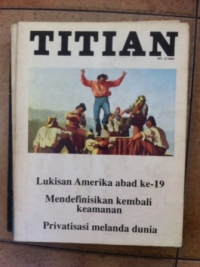 TITIAN
Lukisan Amerika abad ke-19
Mendefinisikan kembali
keamanan
Privatisasi melanda dunia